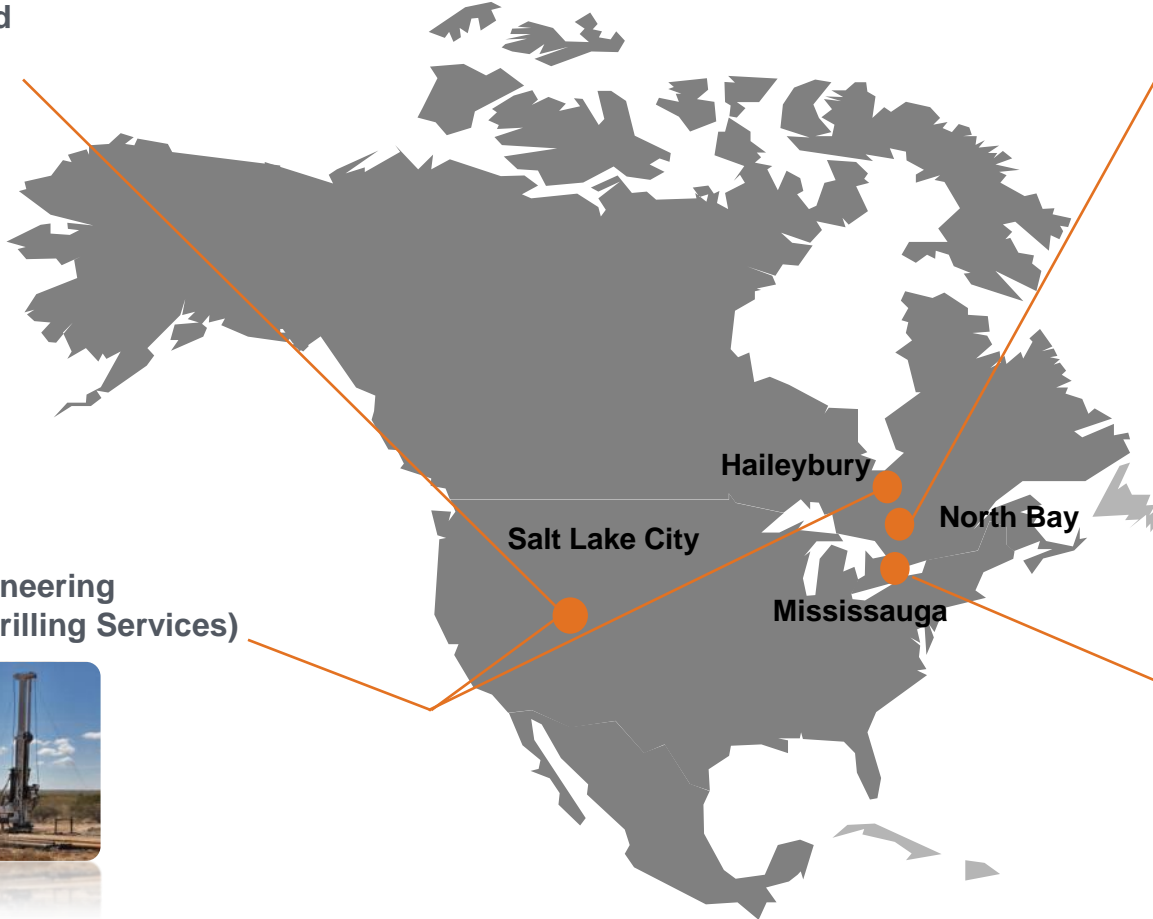 Haileybury
North Bay
Salt Lake City
Mississauga
neering
rilling Services)